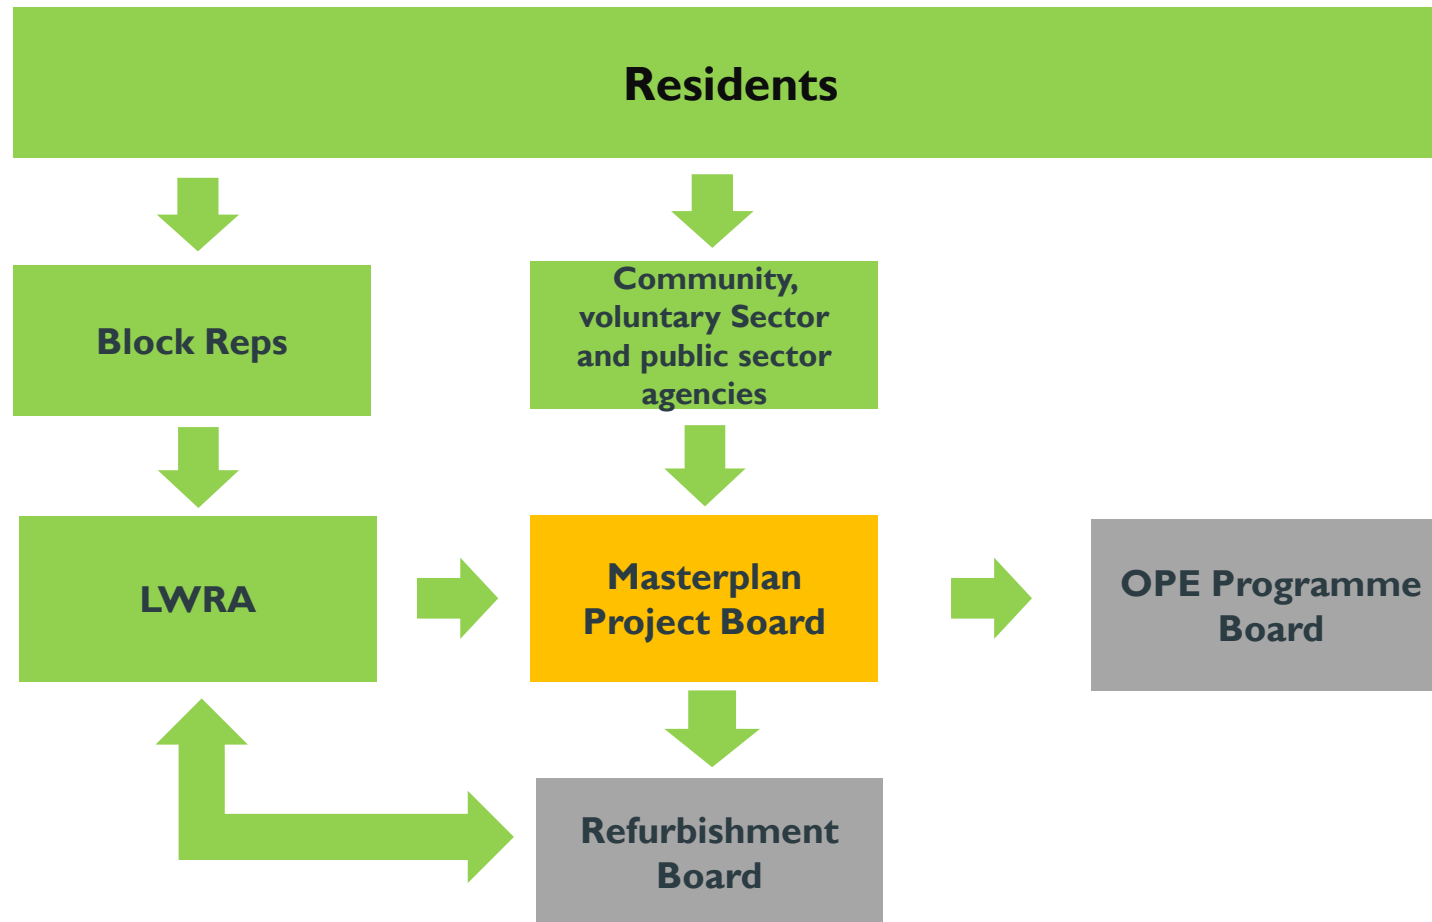 Residents
Block Reps
Community,
voluntary Sector
and public sector
agencies
LWRA
Masterplan
Project Board
OPE Programme
Board
Refurbishment
Board